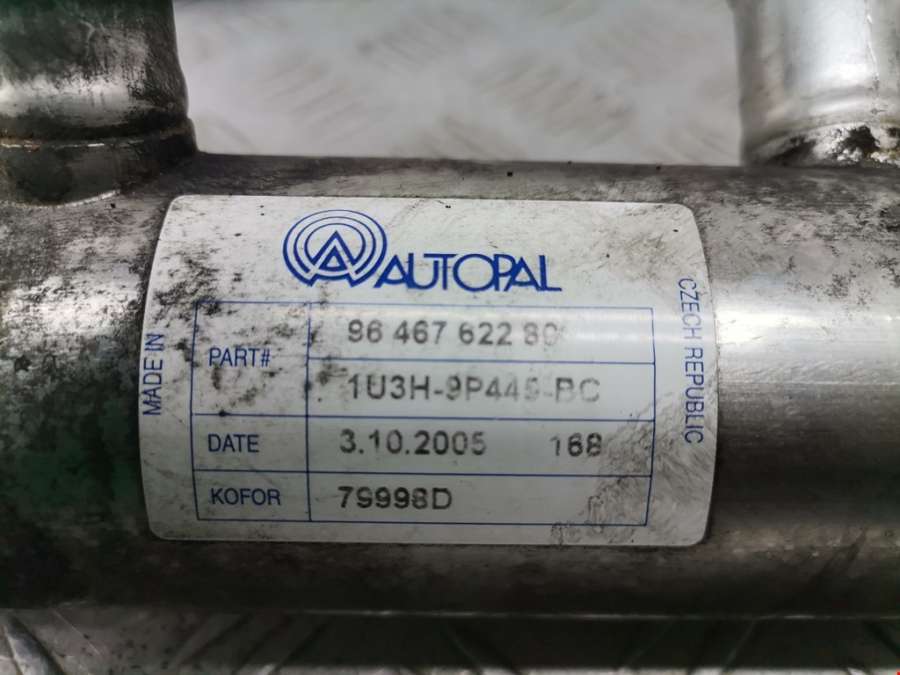 AUTOPAL
MADE IN
PART#
96 467 622 80
1U3H-9P449-BC
DATE
3.10.2005 168
KOFOR
79998D
CZECH REPUBLIC